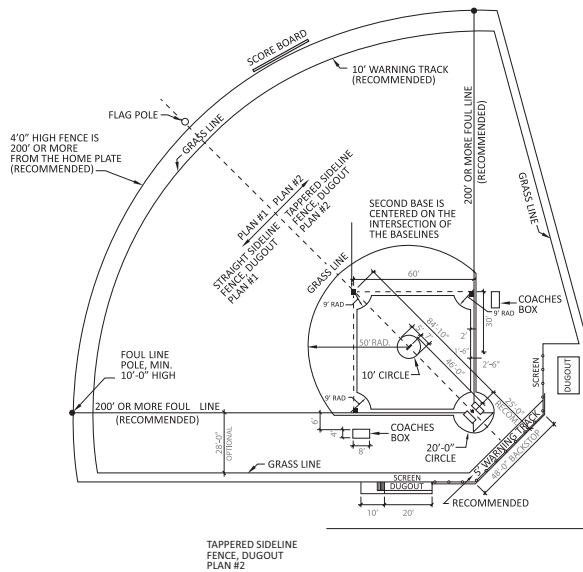 SCORE BOARD
10' WARNING TRACK
(RECOMMENDED)
FLAG POLE
GRASS LINE
4'0" HIGH FENCE IS
200' OR MORE
FROM THE HOME PLATE
(RECOMMENDED)
200' OR MORE FOUL LINE
(RECOMMENDED)
GRASS LINE
PLAN #1
PLAN #2
TAPPERED SIDELINE
FENCE, DUGOUT
PLAN #2
STRAIGHT SIDELINE
FENCE, DUGOUT
PLAN #1
SECOND BASE IS
CENTERED ON THE
INTERSECTION OF
THE BASELINES
GRASS LINE
60'
9' RAD
9' RAD
COACHES
BOX
30'
84'-10"
2'
2'-6"
46'-0"
50' RAD.
10' CIRCLE
FOUL LINE
POLE, MIN.
10'-0" HIGH
SCREEN
DUGOUT
25'-0"
9' RAD
200' OR MORE FOUL LINE
(RECOMMENDED)
6'
4'
8'
COACHES
BOX
20'-0"
CIRCLE
28'-0"
OPTIONAL
5' WARNING TRACK
48'-0" BACKSTOP
GRASS LINE
SCREEN
DUGOUT
RECOMMENDED
10'
20'
TAPPERED SIDELINE
FENCE, DUGOUT
PLAN #2